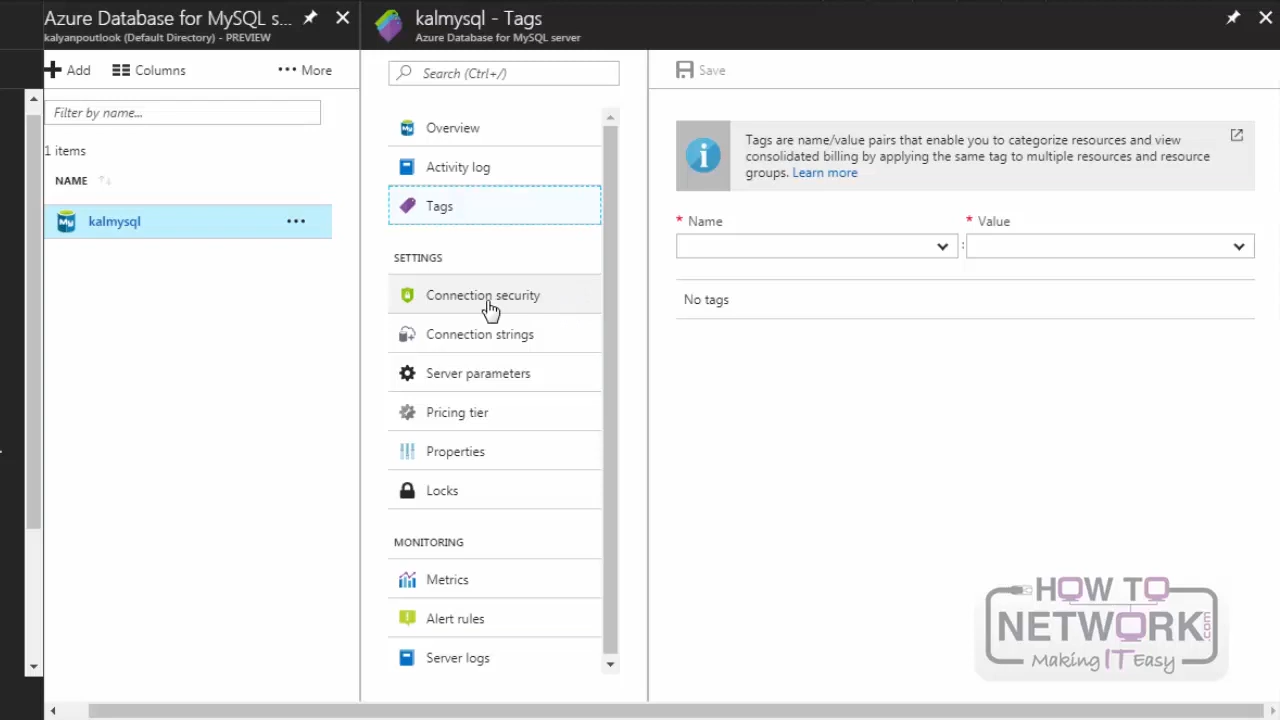 Azure Database for MySQL s...
kalyanpoutlook (Default Directory) - PREVIEW
Add
Columns
More
Filter by name...
1 items
NAME
My
kalmysql
kalmysql - Tags
Azure Database for MySQL server
Search (Ctrl+/)
My
Overview
Activity log
Tags
SETTINGS
Connection security
Connection strings
Server parameters
Pricing tier
Properties
Locks
MONITORING
Metrics
Alert rules
Server logs
Save
Tags are name/value pairs that enable you to categorize resources and view
consolidated billing by applying the same tag to multiple resources and resource
groups. Learn more
* Name
* Value
:
No tags
HOW TO
NETWORK.com
Making IT Easy